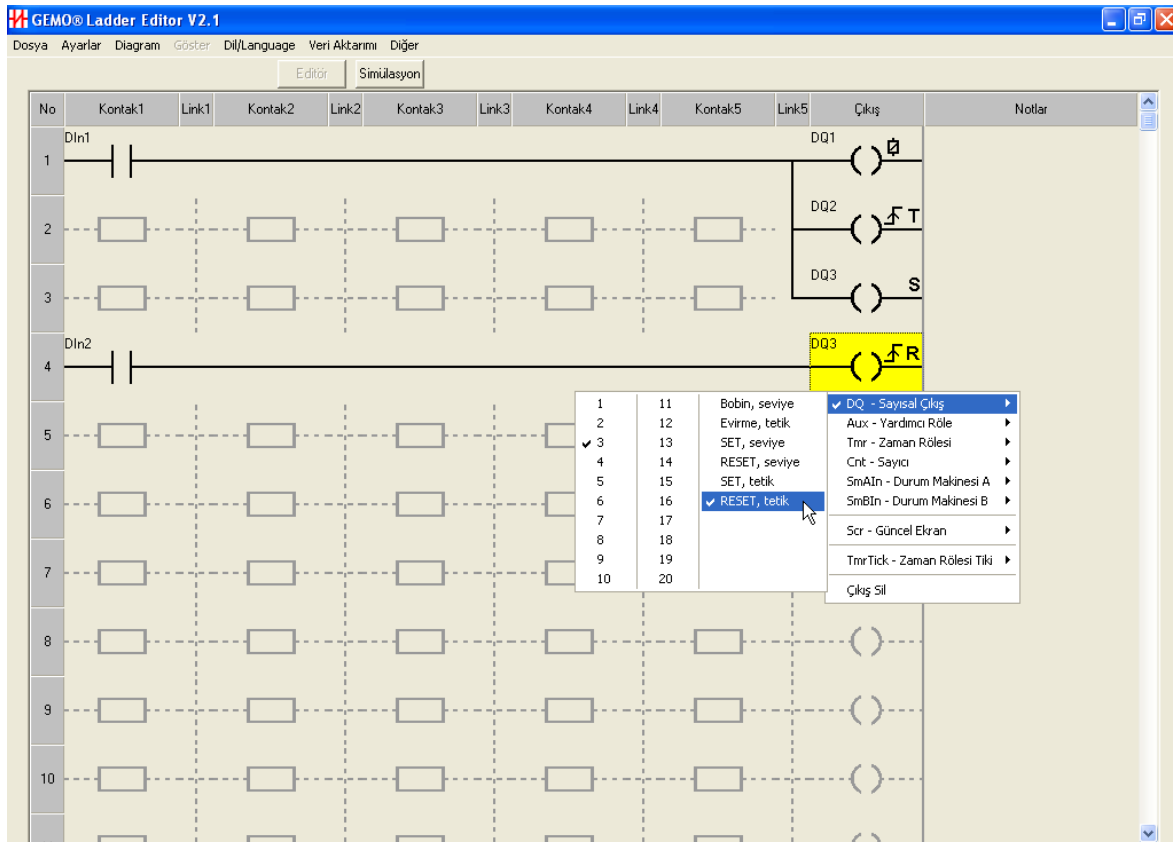 GEMO® Ladder Editor V2.1
Dosya Ayarlar Diagram Göster Dil/Language Veri Aktarımı Diğer
Editör Simülasyon
No Kontak1 Link1 Kontak2 Link2 Kontak3 Link3 Kontak4 Link4 Kontak5 Link5 Çıkış Notlar
DIn1 DQ1
1
DQ2 T
2
DQ3 S
3
DIn2 DQ3 R
4
1 11 Bobin, seviye DQ - Sayısal Çıkış
2 12 Evirme, tetik Aux - Yardımcı Röle
3 13 SET, seviye Tmr - Zaman Rölesi
5
4 14 RESET, seviye Cnt - Sayıcı
5 15 SET, tetik SmAIn - Durum Makinesi A
6 16 RESET, tetik SmBIn - Durum Makinesi B
6
7 17
Scr - Güncel Ekran
8 18
9 19 TmrTick - Zaman Rölesi Tiki
7
10 20
Çıkış Sil
8
9
10